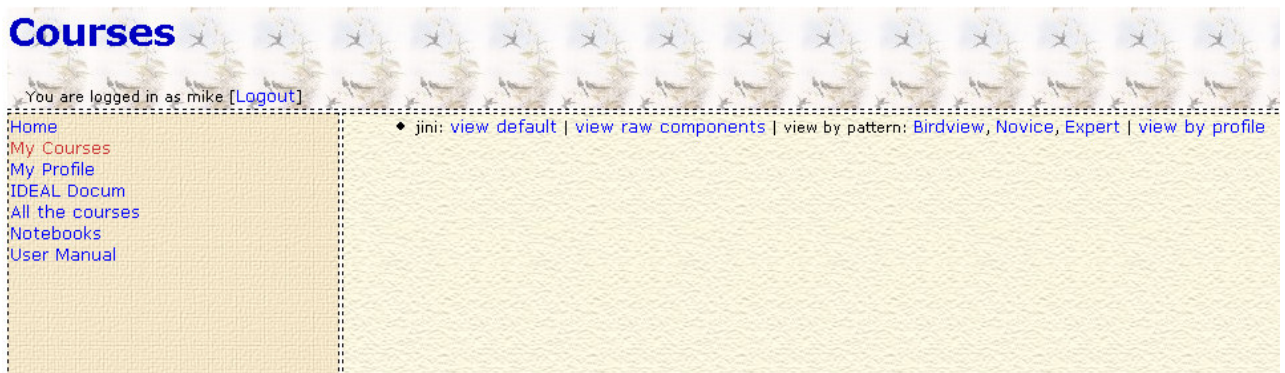 Courses
You are logged in as mike [Logout]
Home
My Courses
My Profile
IDEAL Docum
All the courses
Notebooks
User Manual
jini: view default | view raw components | view by pattern: Birdview, Novice, Expert | view by profile